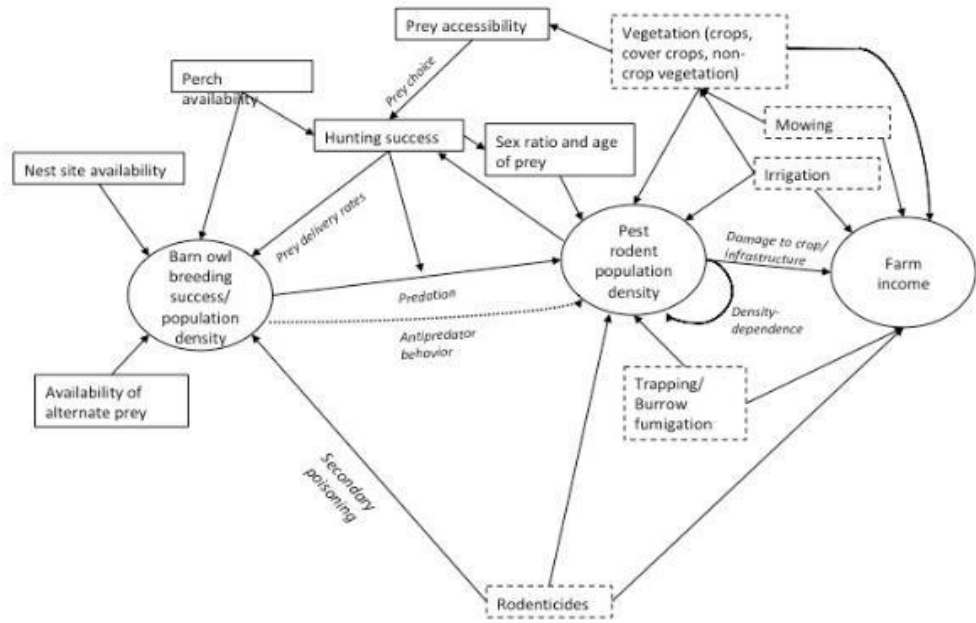 Prey accessibility
Vegetation (crops,
cover crops, non-
crop vegetation)
Perch
availability
Prey choice
Mowing
Hunting success
Sex ratio and age
of prey
Nest site availability
Irrigation
Prey delivery rates
Barn owl
breeding
success/
population
density
Pest
rodent
population
density
Damage to crop/
infrastructure
Farm
income
Predation
Antipredator
behavior
Density-
dependence
Availability of
alternate prey
Trapping/
Burrow
fumigation
Secondary
poisoning
Rodenticides